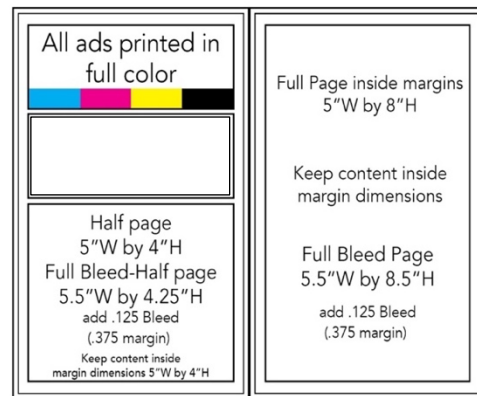 All ads printed in
full color
Half page
5"W by 4"H
Full Bleed-Half page
5.5"W by 4.25"H
add .125 Bleed
(.375 margin)
Keep content inside
margin dimensions 5"W by 4"H
Full Page inside margins
5"W by 8"H
Keep content inside
margin dimensions
Full Bleed Page
5.5"W by 8.5"H
add .125 Bleed
(.375 margin)